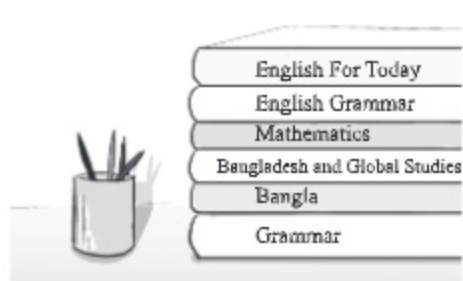 English For Today
English Grammar
Mathematics
Bangladesh and Global Studies
Bangla
Grammar